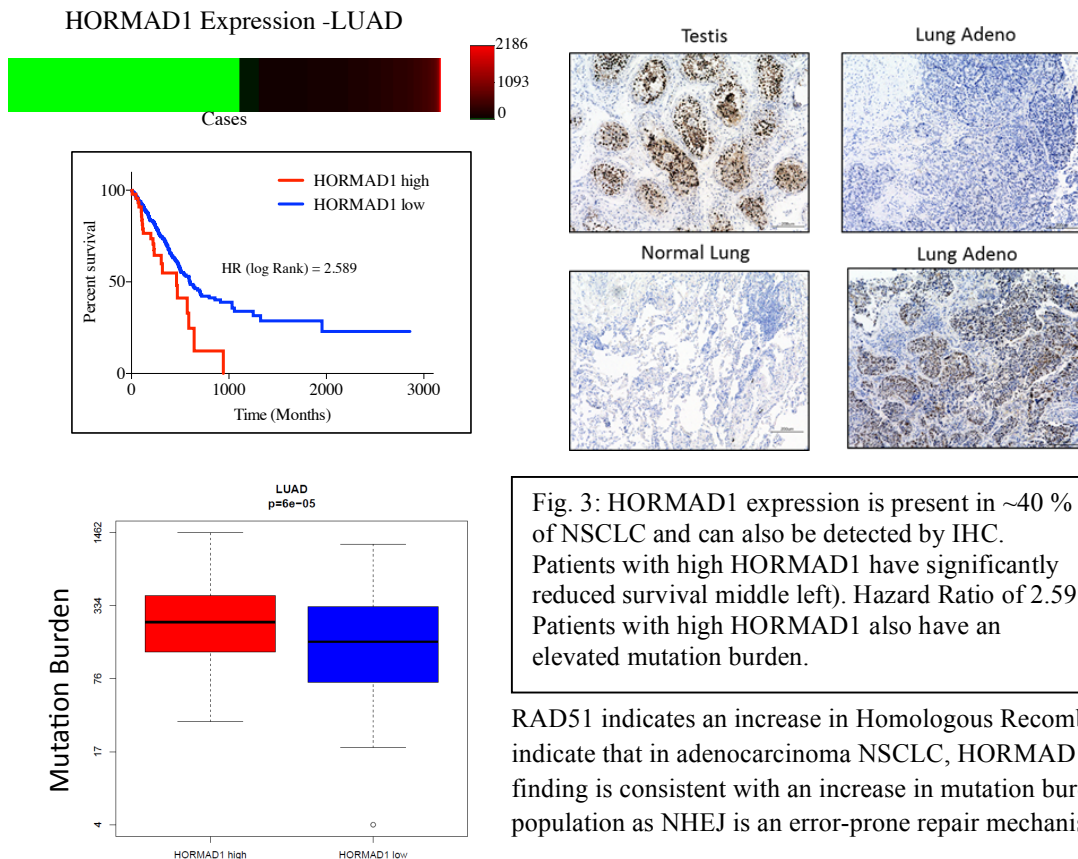 HORMAD1 Expression -LUAD
2186
1093
0
Cases
HORMAD1 high
HORMAD1 low
HR (log Rank) = 2.589
Percent survival
100
50
0
0 1000 2000 3000
Time (Months)
Testis
Lung Adeno
Normal Lung
Lung Adeno
LUAD
p=6e−05
Mutation Burden
1462
334
76
17
4
HORMAD1 high
HORMAD1 low
Fig. 3: HORMAD1 expression is present in ~40 %
of NSCLC and can also be detected by IHC.
Patients with high HORMAD1 have significantly
reduced survival middle left). Hazard Ratio of 2.59
Patients with high HORMAD1 also have an
elevated mutation burden.
RAD51 indicates an increase in Homologous Recomb
indicate that in adenocarcinoma NSCLC, HORMAD
finding is consistent with an increase in mutation bur
population as NHEJ is an error-prone repair mechanis